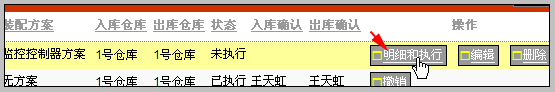 装配方案 入库仓库 出库仓库 状态 入库确认 出库确认 操作
监控控制器方案 1号仓库 1号仓库 未执行 明细和执行 编辑 删除
无方案 1号仓库 1号仓库 已执行 王天虹 王天虹 撤销